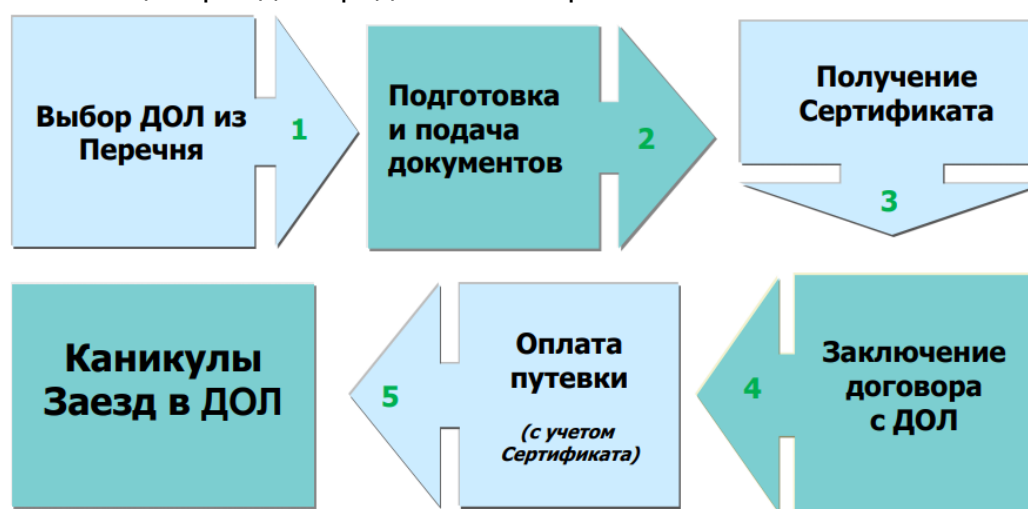 Выбор ДОЛ из
Перечня
1
Подготовка
и подача
документов
2
Получение
Сертификата
3
Заключение
договора
с ДОЛ
4
Оплата
путевки
(с учетом
Сертификата)
5
Каникулы
Заезд в ДОЛ